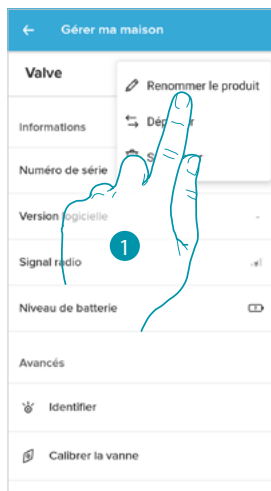 Gérer ma maison
Valve
Renommer le produit
Informations
Numéro de série
Version logicielle
-
Signal radio
Niveau de batterie
1
Avancés
Identifier
Calibrer la vanne